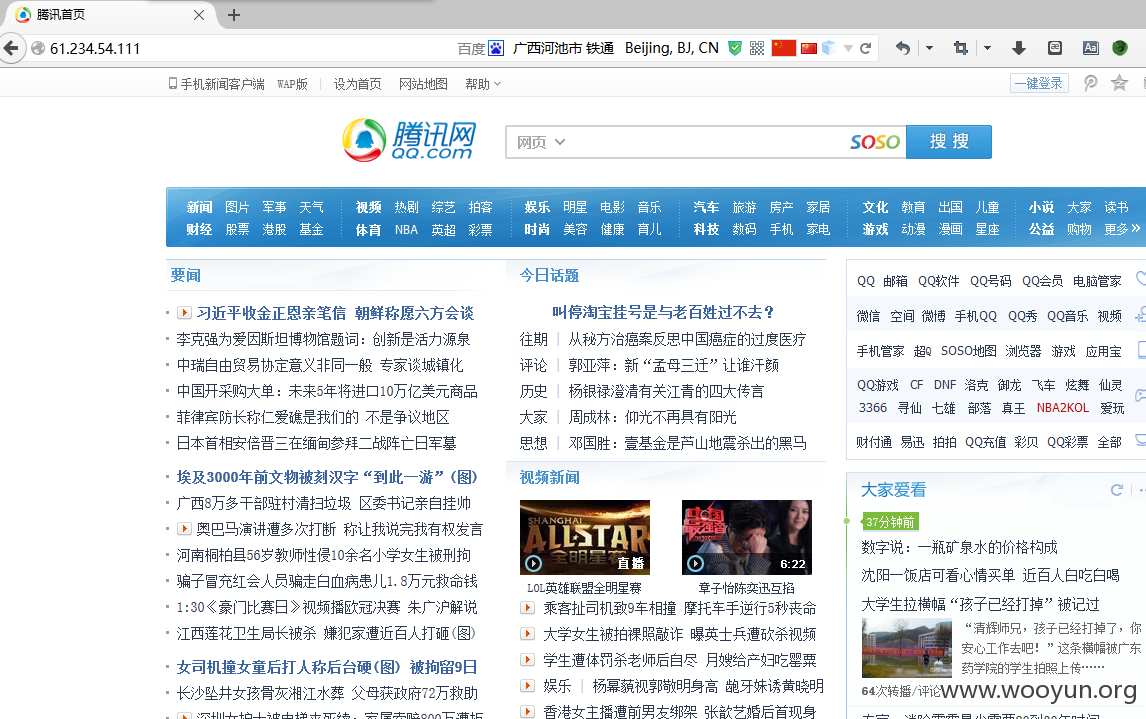 腾讯首页
61.234.54.111 百度 广西河池市 铁通 Beijing, BJ, CN
手机新闻客户端 WAP版 设为首页 网站地图 帮助 一键登录
腾讯网 QQ.com 网页 SOSO 搜搜
新闻 图片 军事 天气 视频 热剧 综艺 拍客 娱乐 明星 电影 音乐 汽车 旅游 房产 家居 文化 教育 出国 儿童 小说 大家 读书
财经 股票 港股 基金 体育 NBA 英超 彩票 时尚 美容 健康 育儿 科技 数码 手机 家电 游戏 动漫 漫画 星座 公益 购物 更多 »
要闻
习近平收金正恩亲笔信 朝鲜称愿六方会谈
李克强为爱因斯坦博物馆题词：创新是活力源泉
中瑞自由贸易协定意义非同一般 专家谈城镇化
中国开采购大单：未来5年将进口10万亿美元商品
菲律宾防长称仁爱礁是我们的 不是争议地区
日本首相安倍晋三在缅甸参拜二战阵亡日军墓
埃及3000年前文物被刻汉字“到此一游”(图)
广西8万多干部驻村清扫垃圾 区委书记亲自挂帅
奥巴马演讲遭多次打断 称让我说完我有权发言
河南桐柏县56岁教师性侵10余名小学女生被刑拘
骗子冒充红会人员骗走白血病患儿1.8万元救命钱
1:30《豪门比赛日》视频播欧冠决赛 朱广沪解说
江西莲花卫生局长被杀 嫌犯家遭近百人打砸(图)
女司机撞女童后打人称后台硬(图) 被拘留9日
长沙坠井女孩骨灰湘江水葬 父母获政府72万救助
今日话题
叫停淘宝挂号是与老百姓过不去？
往期 | 从秘方治癌案反思中国癌症的过度医疗
评论 | 郭亚萍：新“孟母三迁”让谁汗颜
历史 | 杨银禄澄清有关江青的四大传言
大家 | 周成林：仰光不再具有阳光
思想 | 邓国胜：壹基金是芦山地震杀出的黑马
视频新闻
SHANGHAI ALLSTAR 全明星赛 直播
中国最强音 6:22
LOL英雄联盟全明星赛 章子怡陈奕迅互掐
乘客扯司机致9车相撞 摩托车手逆行5秒丧命
大学女生被拍裸照敲诈 曝英士兵遭砍杀视频
学生遭体罚杀老师后自尽 月嫂给产妇吃罂粟
娱乐 | 杨幂藐视郭敬明身高 龅牙妹诱黄晓明
香港女主播遭前男友绑架 张歆艺婚后首现身
QQ 邮箱 QQ软件 QQ号码 QQ会员 电脑管家
微信 空间 微博 手机QQ QQ秀 QQ音乐 视频
手机管家 超Q SOSO地图 浏览器 游戏 应用宝
QQ游戏 CF DNF 洛克 御龙 飞车 炫舞 仙灵
3366 寻仙 七雄 部落 真王 NBA2KOL 爱玩
财付通 易迅 拍拍 QQ充值 彩贝 QQ彩票 全部
大家爱看
37分钟前
数字说：一瓶矿泉水的价格构成
沈阳一饭店可看心情买单 近百人白吃白喝
大学生拉横幅“孩子已经打掉”被记过
“清辉师兄，孩子已经打掉了，你
安心工作去吧！”这条横幅被广东
药学院的学生拍照上传……
64次转播/评论
www.wooyun.org